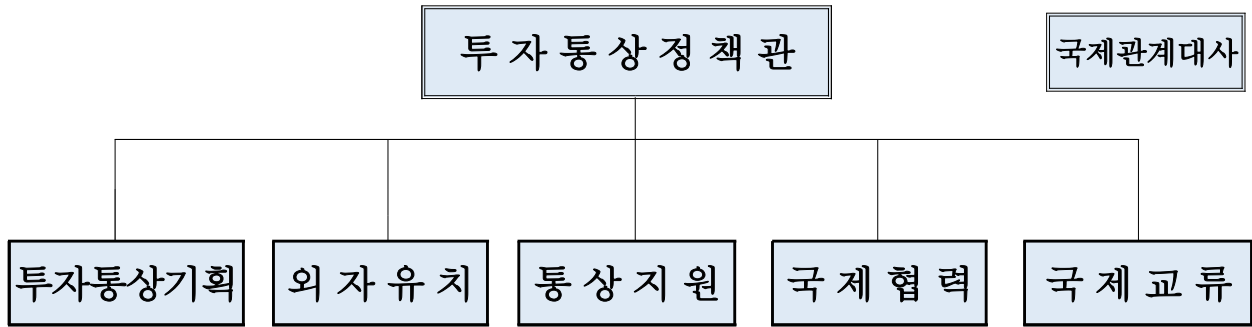 투 자 통 상 정 책 관
국제관계대사
투자통상기획
외 자 유 치
통 상 지 원
국 제 협 력
국 제 교 류